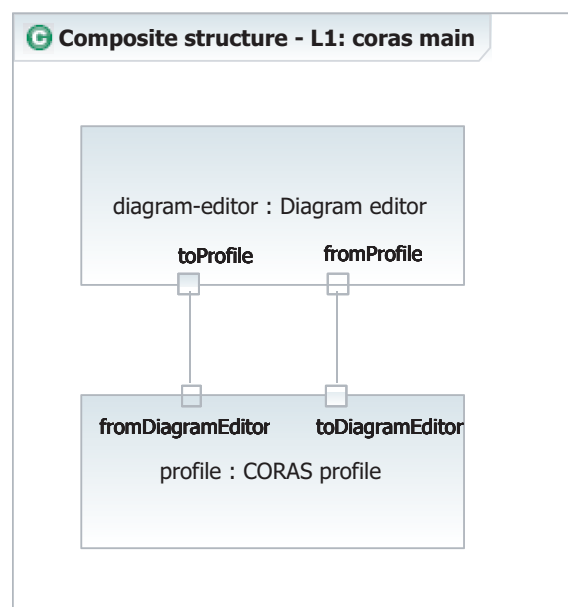 C Composite structure - L1: coras main
diagram-editor : Diagram editor
toProfile fromProfile
fromDiagramEditor toDiagramEditor
profile : CORAS profile